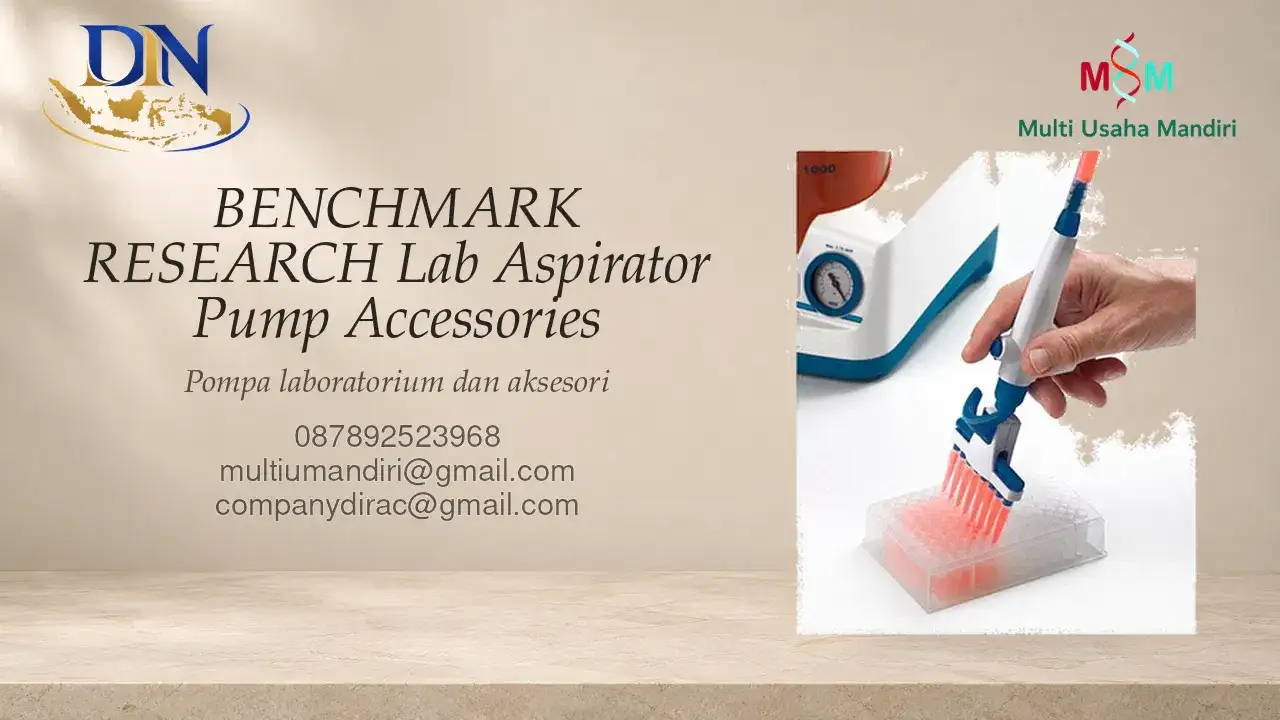 DIN
MSM
Multi Usaha Mandiri
BENCHMARK
RESEARCH Lab Aspirator
Pump Accessories
Pompa laboratorium dan aksesori
087892523968
multiumandiri@gmail.com
companydirac@gmail.com
1000